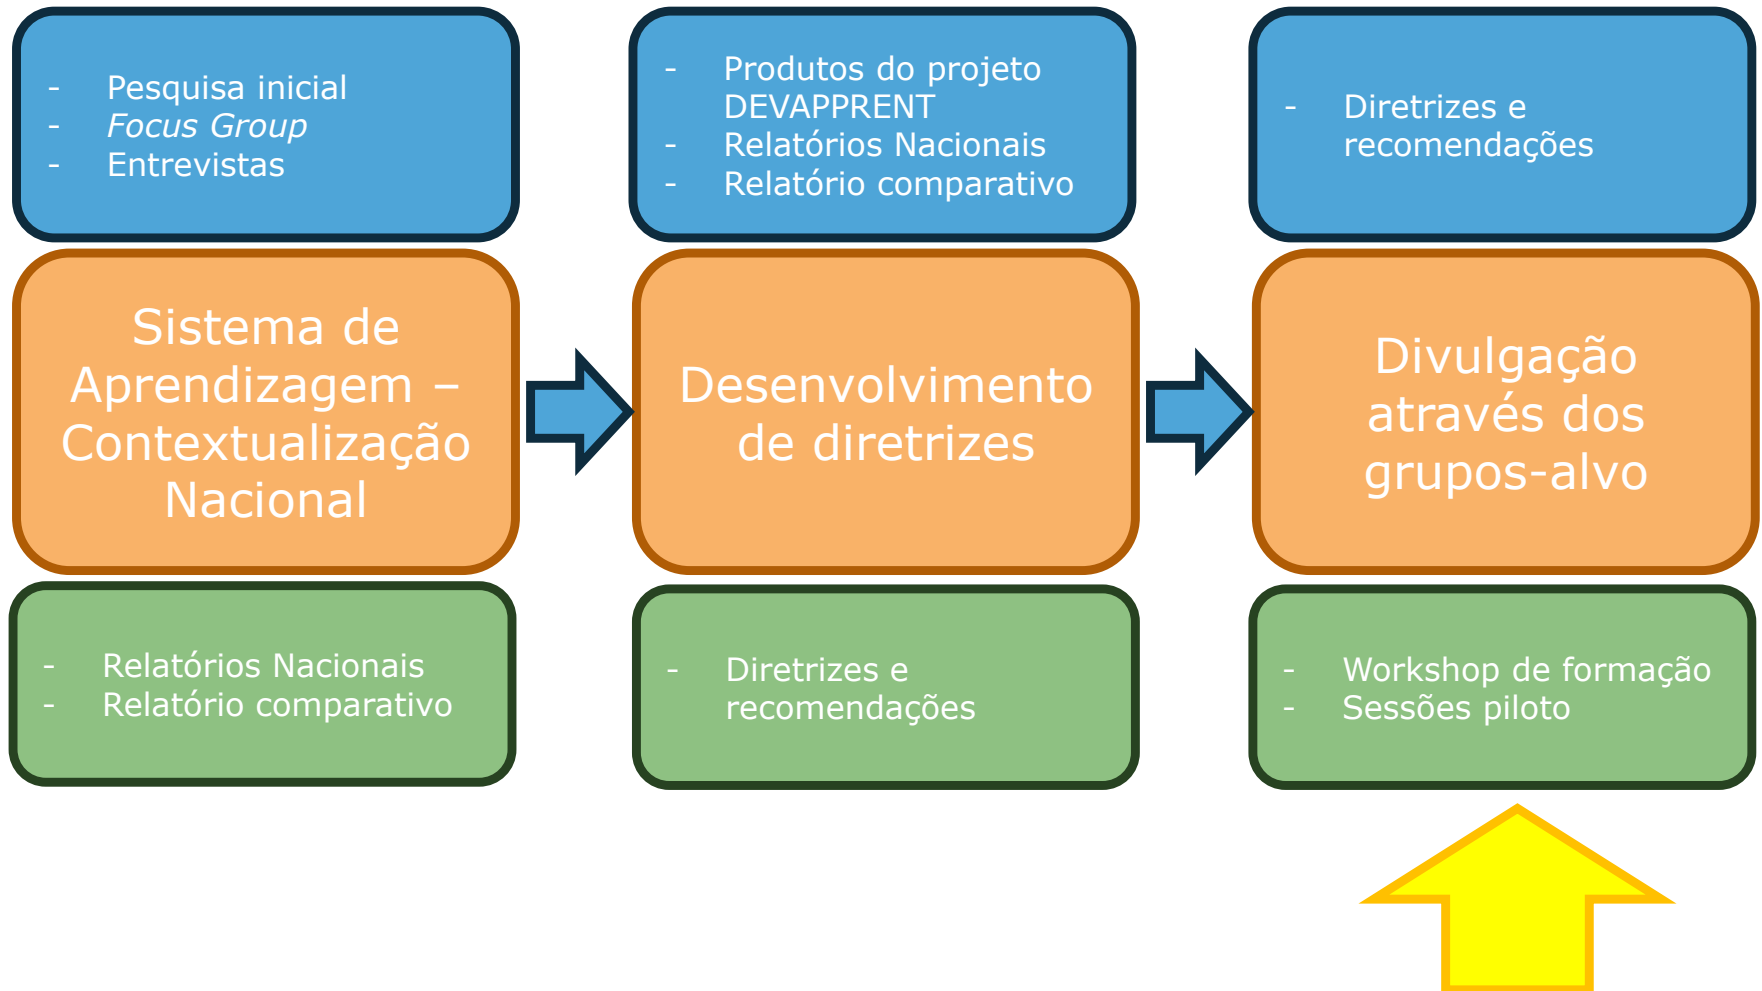 - Pesquisa inicial
- Focus Group
- Entrevistas
- Produtos do projeto
DEVAPPRENT
- Relatórios Nacionais
- Relatório comparativo
- Diretrizes e
recomendações
Sistema de
Aprendizagem –
Contextualização
Nacional
Desenvolvimento
de diretrizes
Divulgação
através dos
grupos-alvo
- Relatórios Nacionais
- Relatório comparativo
- Diretrizes e
recomendações
- Workshop de formação
- Sessões piloto